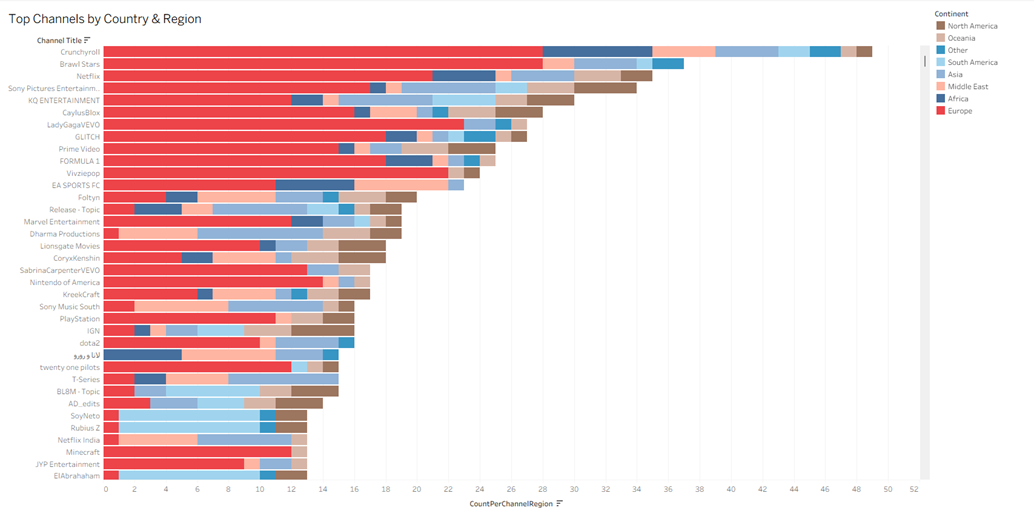 Top Channels by Country & Region
Channel Title
Crunchyroll
Brawl Stars
Netflix
Sony Pictures Entertainm...
KQ ENTERTAINMENT
CaylusBlox
LadyGagaVEVO
GLITCH
Prime Video
FORMULA 1
Vivziepop
EA SPORTS FC
Foltyn
Release - Topic
Marvel Entertainment
Dharma Productions
Lionsgate Movies
CoryxKenshin
SabrinaCarpenterVEVO
Nintendo of America
KreekCraft
Sony Music South
PlayStation
IGN
dota2
لانا و رورو
twenty one pilots
T-Series
BLBM - Topic
AD_edits
SoyNeto
Rubius Z
Netflix India
Minecraft
JYP Entertainment
ElAbrahaham
0 2 4 6 8 10 12 14 16 18 20 22 24 26 28 30 32 34 36 38 40 42 44 46 48 50 52
CountPerChannelRegion
Continent
North America
Oceania
Other
South America
Asia
Middle East
Africa
Europe